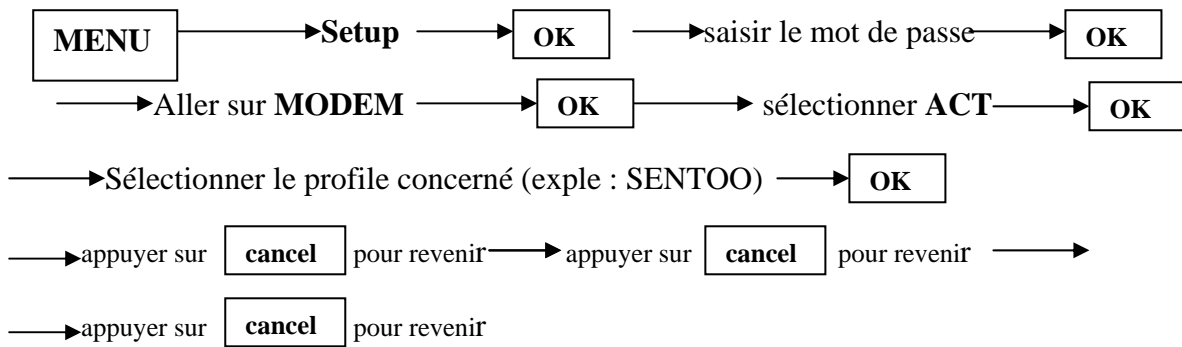 MENU Setup OK saisir le mot de passe OK
Aller sur MODEM OK sélectionner ACT OK
Sélectionner le profile concerné (exple : SENTOO) OK
appuyer sur cancel pour revenir appuyer sur cancel pour revenir
appuyer sur cancel pour revenir